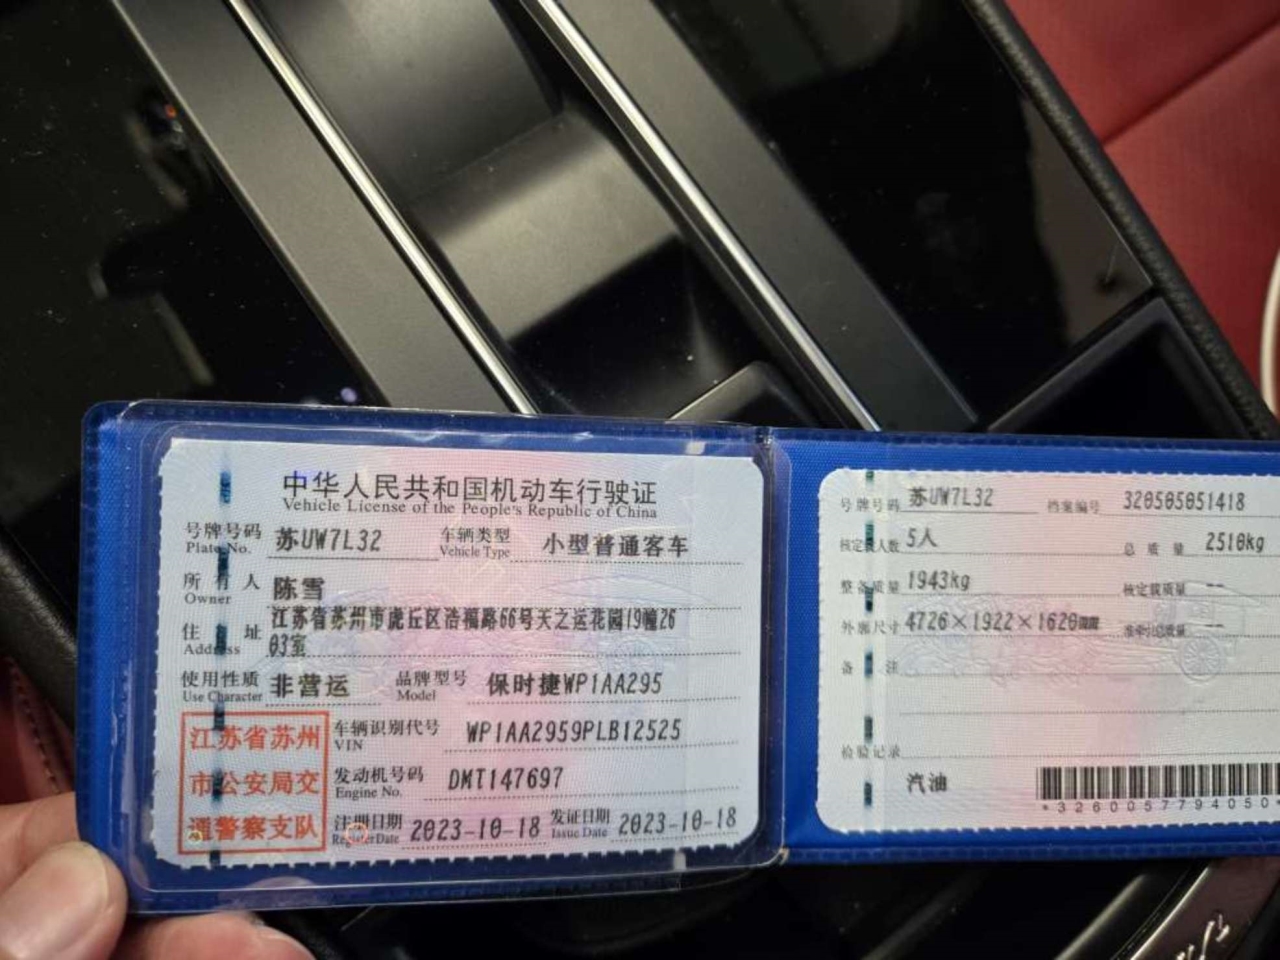 中华人民共和国机动车行驶证
Vehicle License of the People's Republic of China
号牌号码 苏UW7L32 车辆类型 小型普通客车
Plate No. Vehicle Type
所有人 陈雪
Owner
住址 江苏省苏州市虎丘区浩福路66号天之运花园19幢26
Address 03室
使用性质 非营运 品牌型号 保时捷WP1AA295
Use Character Model
江苏省苏州
市公安局交
通警察支队
车辆识别代号 WP1AA2959PLB12525
VIN
发动机号码 DMT147697
Engine No.
注册日期 2023-10-18 发证日期 2023-10-18
Register Date Issue Date
号牌号码 苏UW7L32 档案编号 320505051418
核定载人数 5人 总质量 2510kg
整备质量 1943kg 核定载质量 --
外廓尺寸 4726×1922×1620mm 准牵引总质量 --
备注
检验记录
汽油
*3260057794050*